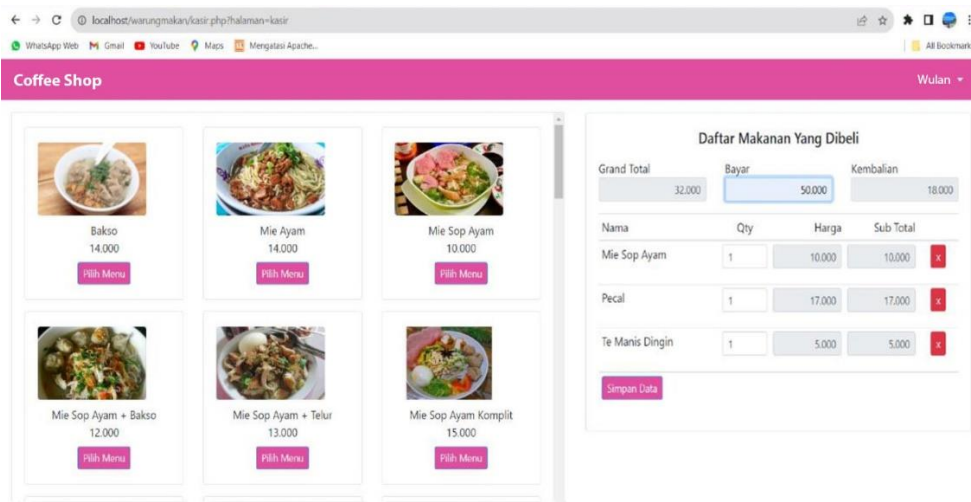 localhost/warungmakan/kasir.php?halaman=kasir
WhatsApp Web Gmail YouTube Maps Mengatasi Apache... All Bookmark
Coffee Shop Wulan
Bakso
14.000
Pilih Menu
Mie Ayam
14.000
Pilih Menu
Mie Sop Ayam
10.000
Pilih Menu
Mie Sop Ayam + Bakso
12.000
Pilih Menu
Mie Sop Ayam + Telur
13.000
Pilih Menu
Mie Sop Ayam Komplit
15.000
Pilih Menu
Daftar Makanan Yang Dibeli
Grand Total Bayar Kembalian
32.000 50.000 18.000
Nama Qty Harga Sub Total
Mie Sop Ayam 1 10.000 10.000 x
Pecal 1 17.000 17.000 x
Te Manis Dingin 1 5.000 5.000 x
Simpan Data